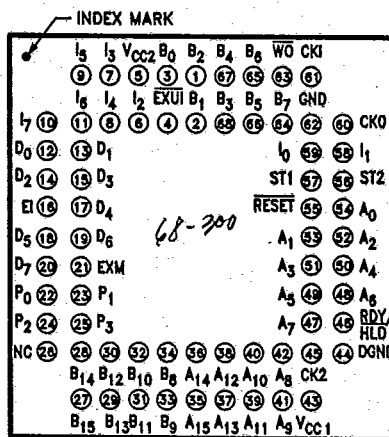 INDEX MARK
I5 I3 VCC2 B0 B2 B4 B6 WO CKI
9 7 5 3 1 67 65 63 61
I6 I4 I2 EXUI B1 B3 B5 B7 GND
I7 10 11 8 6 4 2 68 66 64 62 60 CKO
D0 12 13 D1 I0 59 58 I1
D2 14 15 D3 ST1 57 56 ST2
EI 16 17 D4 RESET 55 54 A0
68-300
D5 18 19 D6 A1 53 52 A2
D7 20 21 EXM A3 51 50 A4
P0 22 23 P1 A5 49 48 A6
P2 24 25 P3 A7 47 46 RDY/HLD
NC 26 28 30 32 34 36 38 40 42 45 44 DGND
B14 B12 B10 B8 A14 A12 A10 A8 CK2
27 29 31 33 35 37 39 41 43
B15 B13 B11 B9 A15 A13 A11 A9 VCC1